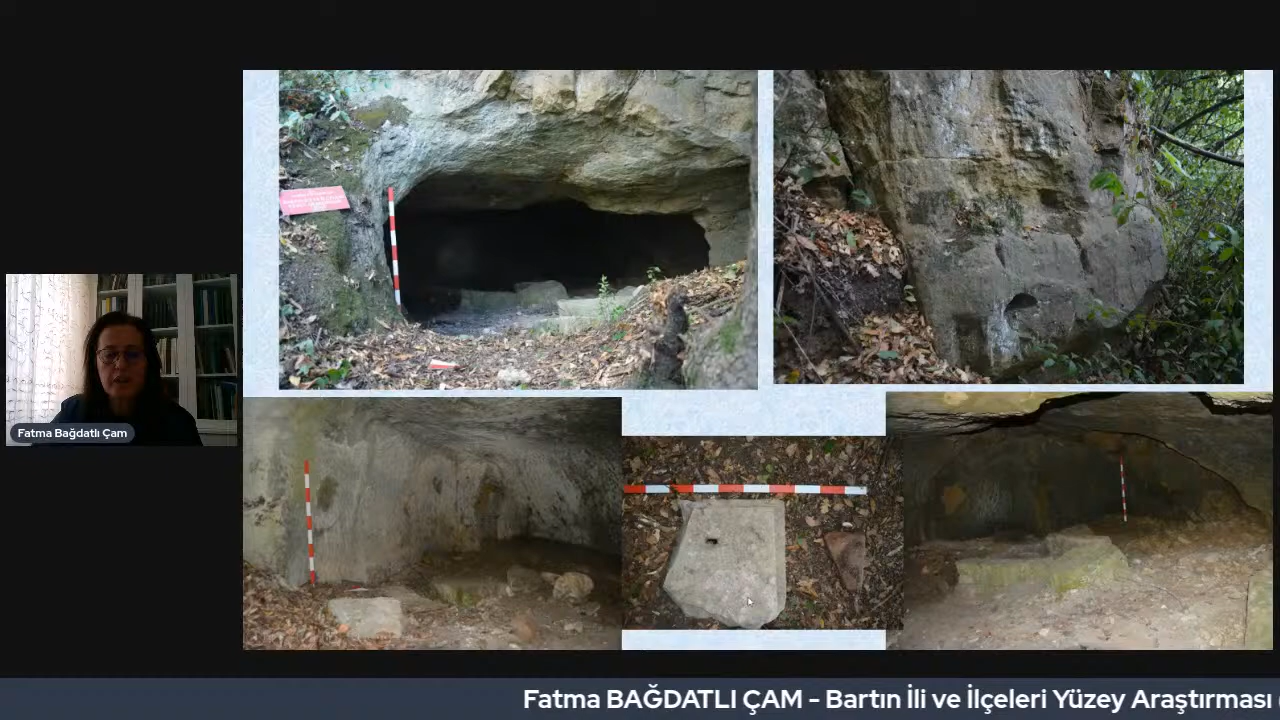 Fatma Bağdatlı Çam
Fatma BAĞDATLI ÇAM - Bartın İli ve İlçeleri Yüzey Araştırması